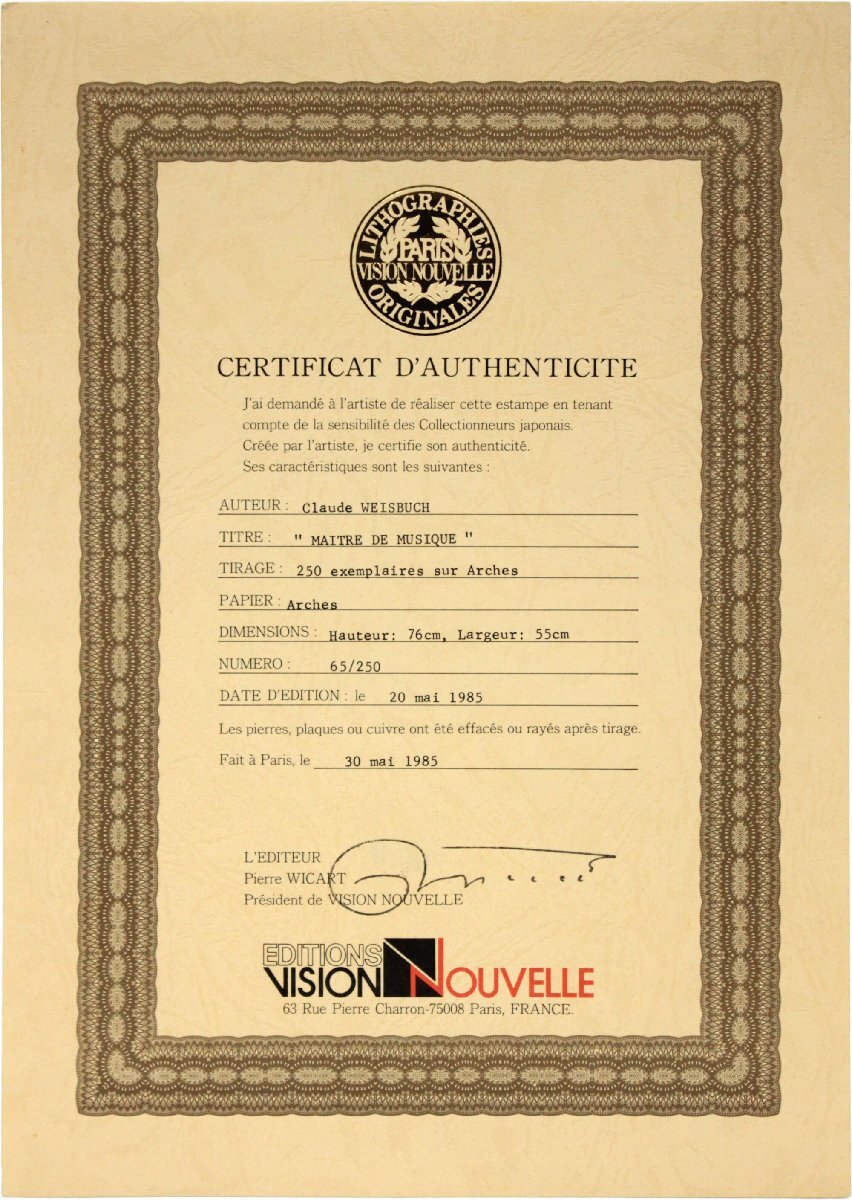 LITHOGRAPHIES
PARIS
VISION NOUVELLE
ORIGINALES
CERTIFICAT D'AUTHENTICITE
J'ai demandé à l'artiste de réaliser cette estampe en tenant
compte de la sensibilité des Collectionneurs japonais.
Créée par l'artiste, je certifie son authenticité.
Ses caractéristiques sont les suivantes :
AUTEUR : Claude WEISBUCH
TITRE : " MAITRE DE MUSIQUE "
TIRAGE : 250 exemplaires sur Arches
PAPIER : Arches
DIMENSIONS : Hauteur: 76cm, Largeur: 55cm
NUMERO : 65/250
DATE D'EDITION : le 20 mai 1985
Les pierres, plaques ou cuivre ont été effacés ou rayés après tirage.
Fait à Paris, le 30 mai 1985
L'EDITEUR
Pierre WICART
Président de VISION NOUVELLE
EDITIONS
VISION NOUVELLE
63 Rue Pierre Charron-75008 Paris, FRANCE.